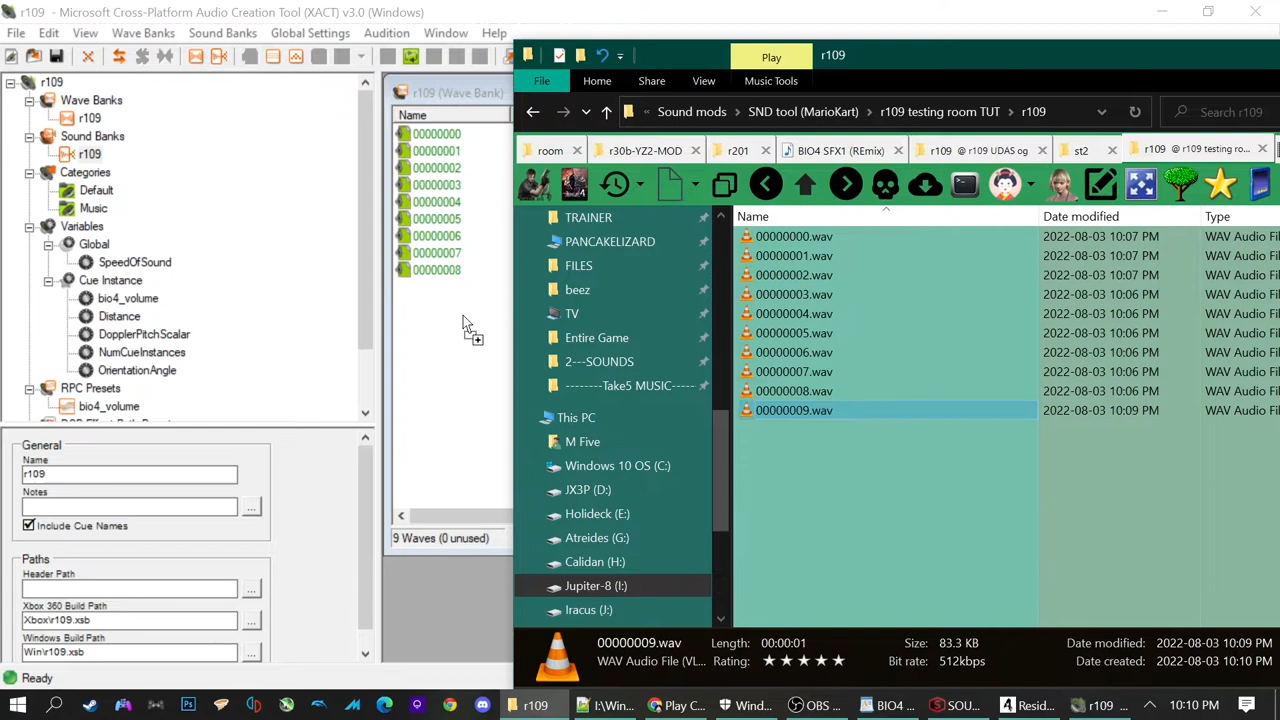 r109 - Microsoft Cross-Platform Audio Creation Tool (XACT) v3.0 (Windows)
File Edit View Wave Banks Sound Banks Global Settings Audition Window Help
r109
Wave Banks
r109
Sound Banks
r109
Categories
Default
Music
Variables
Global
SpeedOfSound
Cue Instance
bio4_volume
Distance
DopplerPitchScalar
NumCueInstances
OrientationAngle
RPC Presets
bio4_volume
General
Name
r109
Notes
...
Include Cue Names
Paths
Header Path
...
Xbox 360 Build Path
Xbox\r109.xsb
...
Windows Build Path
Win\r109.xsb
...
Ready
r109 (Wave Bank)
Name
00000000
00000001
00000002
00000003
00000004
00000005
00000006
00000007
00000008
9 Waves (0 unused)
Play r109
File Home Share View Music Tools
« Sound mods > SND tool (MarioKart) > r109 testing room TUT > r109
Search r109
room r30b-YZ2-MOD r201 BIO4 SFX1 (REmix) r109 @ r109 UDAS og st2 r109 @ r109 testing ro...
TRAINER
PANCAKELIZARD
FILES
beez
TV
Entire Game
2---SOUNDS
--------Take5 MUSIC-----
This PC
M Five
Windows 10 OS (C:)
JX3P (D:)
Holideck (E:)
Atreides (G:)
Calidan (H:)
Jupiter-8 (I:)
Iracus (J:)
Name Date modified Type
00000000.wav 2022-08-03 10:07 PM WAV Audio Fi
00000001.wav 2022-08-03 10:07 PM WAV Audio Fi
00000002.wav 2022-08-03 10:07 PM WAV Audio Fi
00000003.wav 2022-08-03 10:06 PM WAV Audio Fi
00000004.wav 2022-08-03 10:06 PM WAV Audio Fi
00000005.wav 2022-08-03 10:06 PM WAV Audio Fi
00000006.wav 2022-08-03 10:06 PM WAV Audio Fi
00000007.wav 2022-08-03 10:06 PM WAV Audio Fi
00000008.wav 2022-08-03 10:06 PM WAV Audio Fi
00000009.wav 2022-08-03 10:09 PM WAV Audio Fi
00000009.wav Length: 00:00:01 Size: 83.3 KB Date modified: 2022-08-03 10:09 PM
WAV Audio File (VL... Rating: ★★★★★ Bit rate: 512kbps Date created: 2022-08-03 10:10 PM
r109 I:\Win... Play C... Wind... OBS ... BIO4 ... SOU... Resid... r109 ... 10:10 PM